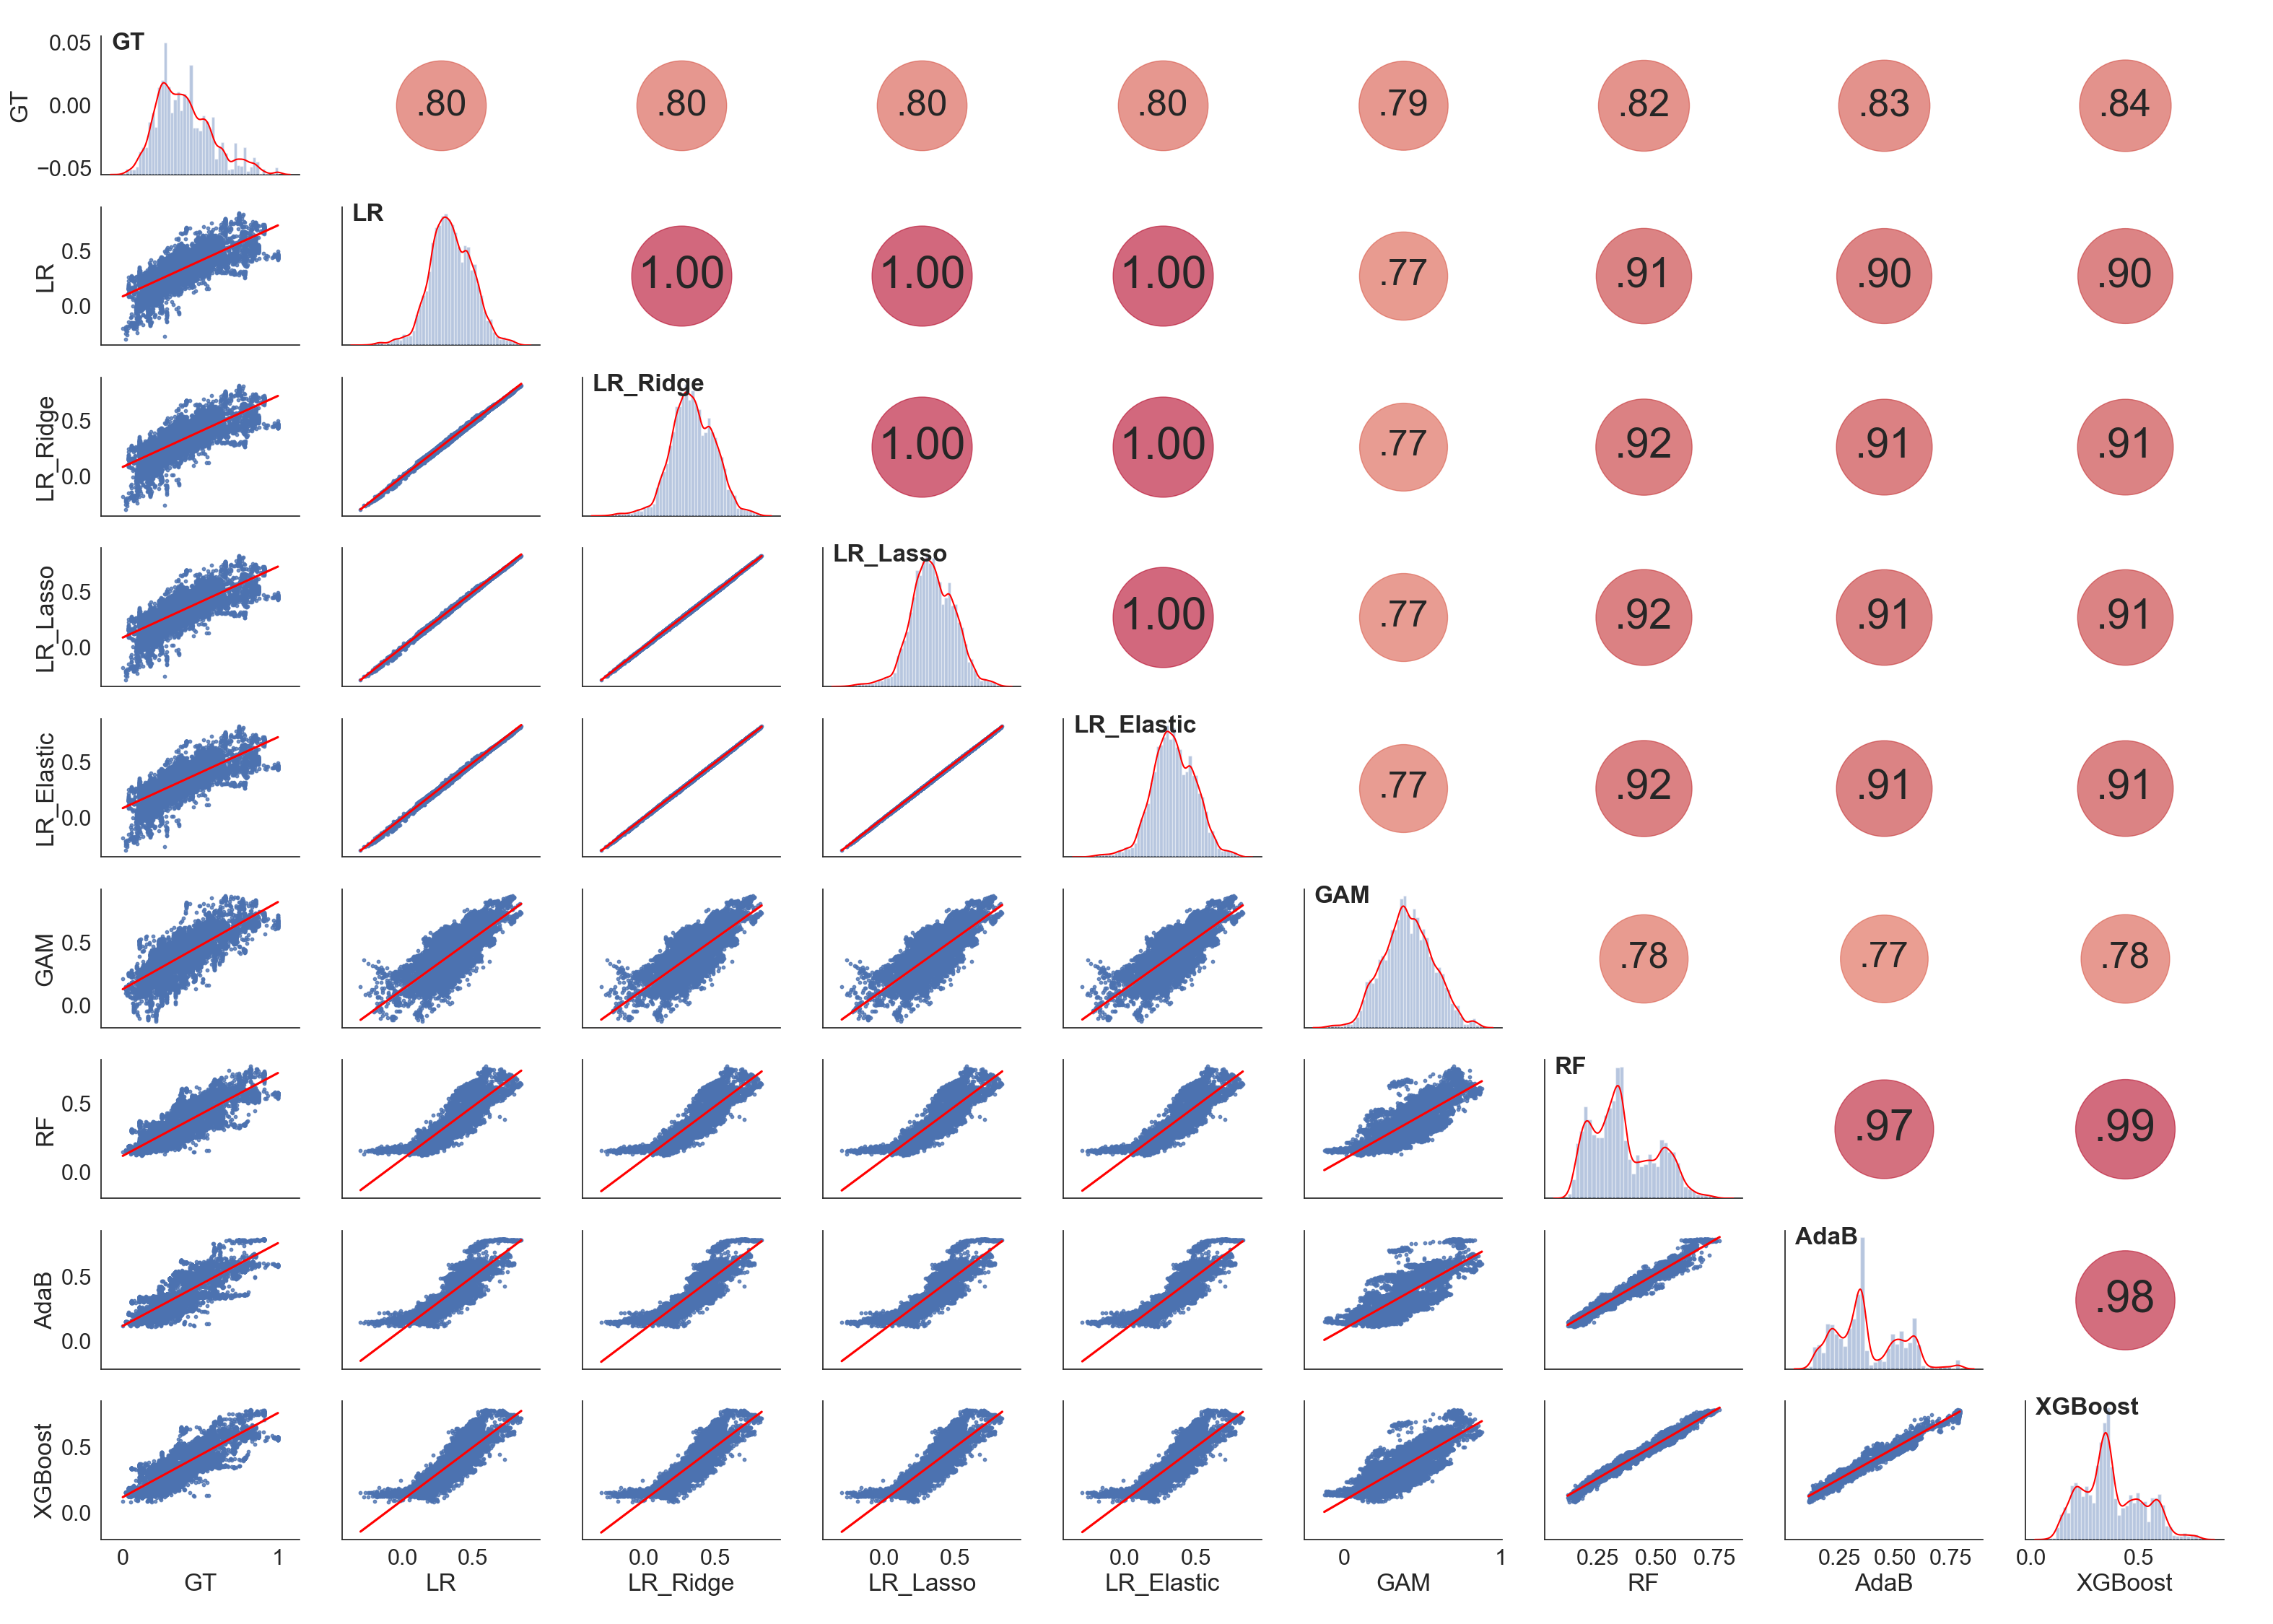 GT
0.05
0.00
−0.05
GT
.80
.80
.80
.80
.79
.82
.83
.84
LR
0.5
0.0
LR
1.00
1.00
1.00
.77
.91
.90
.90
LR_Ridge
0.5
0.0
LR_Ridge
1.00
1.00
.77
.92
.91
.91
LR_Lasso
0.5
0.0
LR_Lasso
1.00
.77
.92
.91
.91
LR_Elastic
0.5
0.0
LR_Elastic
.77
.92
.91
.91
GAM
0.5
0.0
GAM
.78
.77
.78
RF
0.5
0.0
RF
.97
.99
AdaB
0.5
0.0
AdaB
.98
XGBoost
0.5
0.0
XGBoost
0 1
0.0 0.5
0.0 0.5
0.0 0.5
0.0 0.5
0 1
0.25 0.50 0.75
0.25 0.50 0.75
0.0 0.5
GT
LR
LR_Ridge
LR_Lasso
LR_Elastic
GAM
RF
AdaB
XGBoost